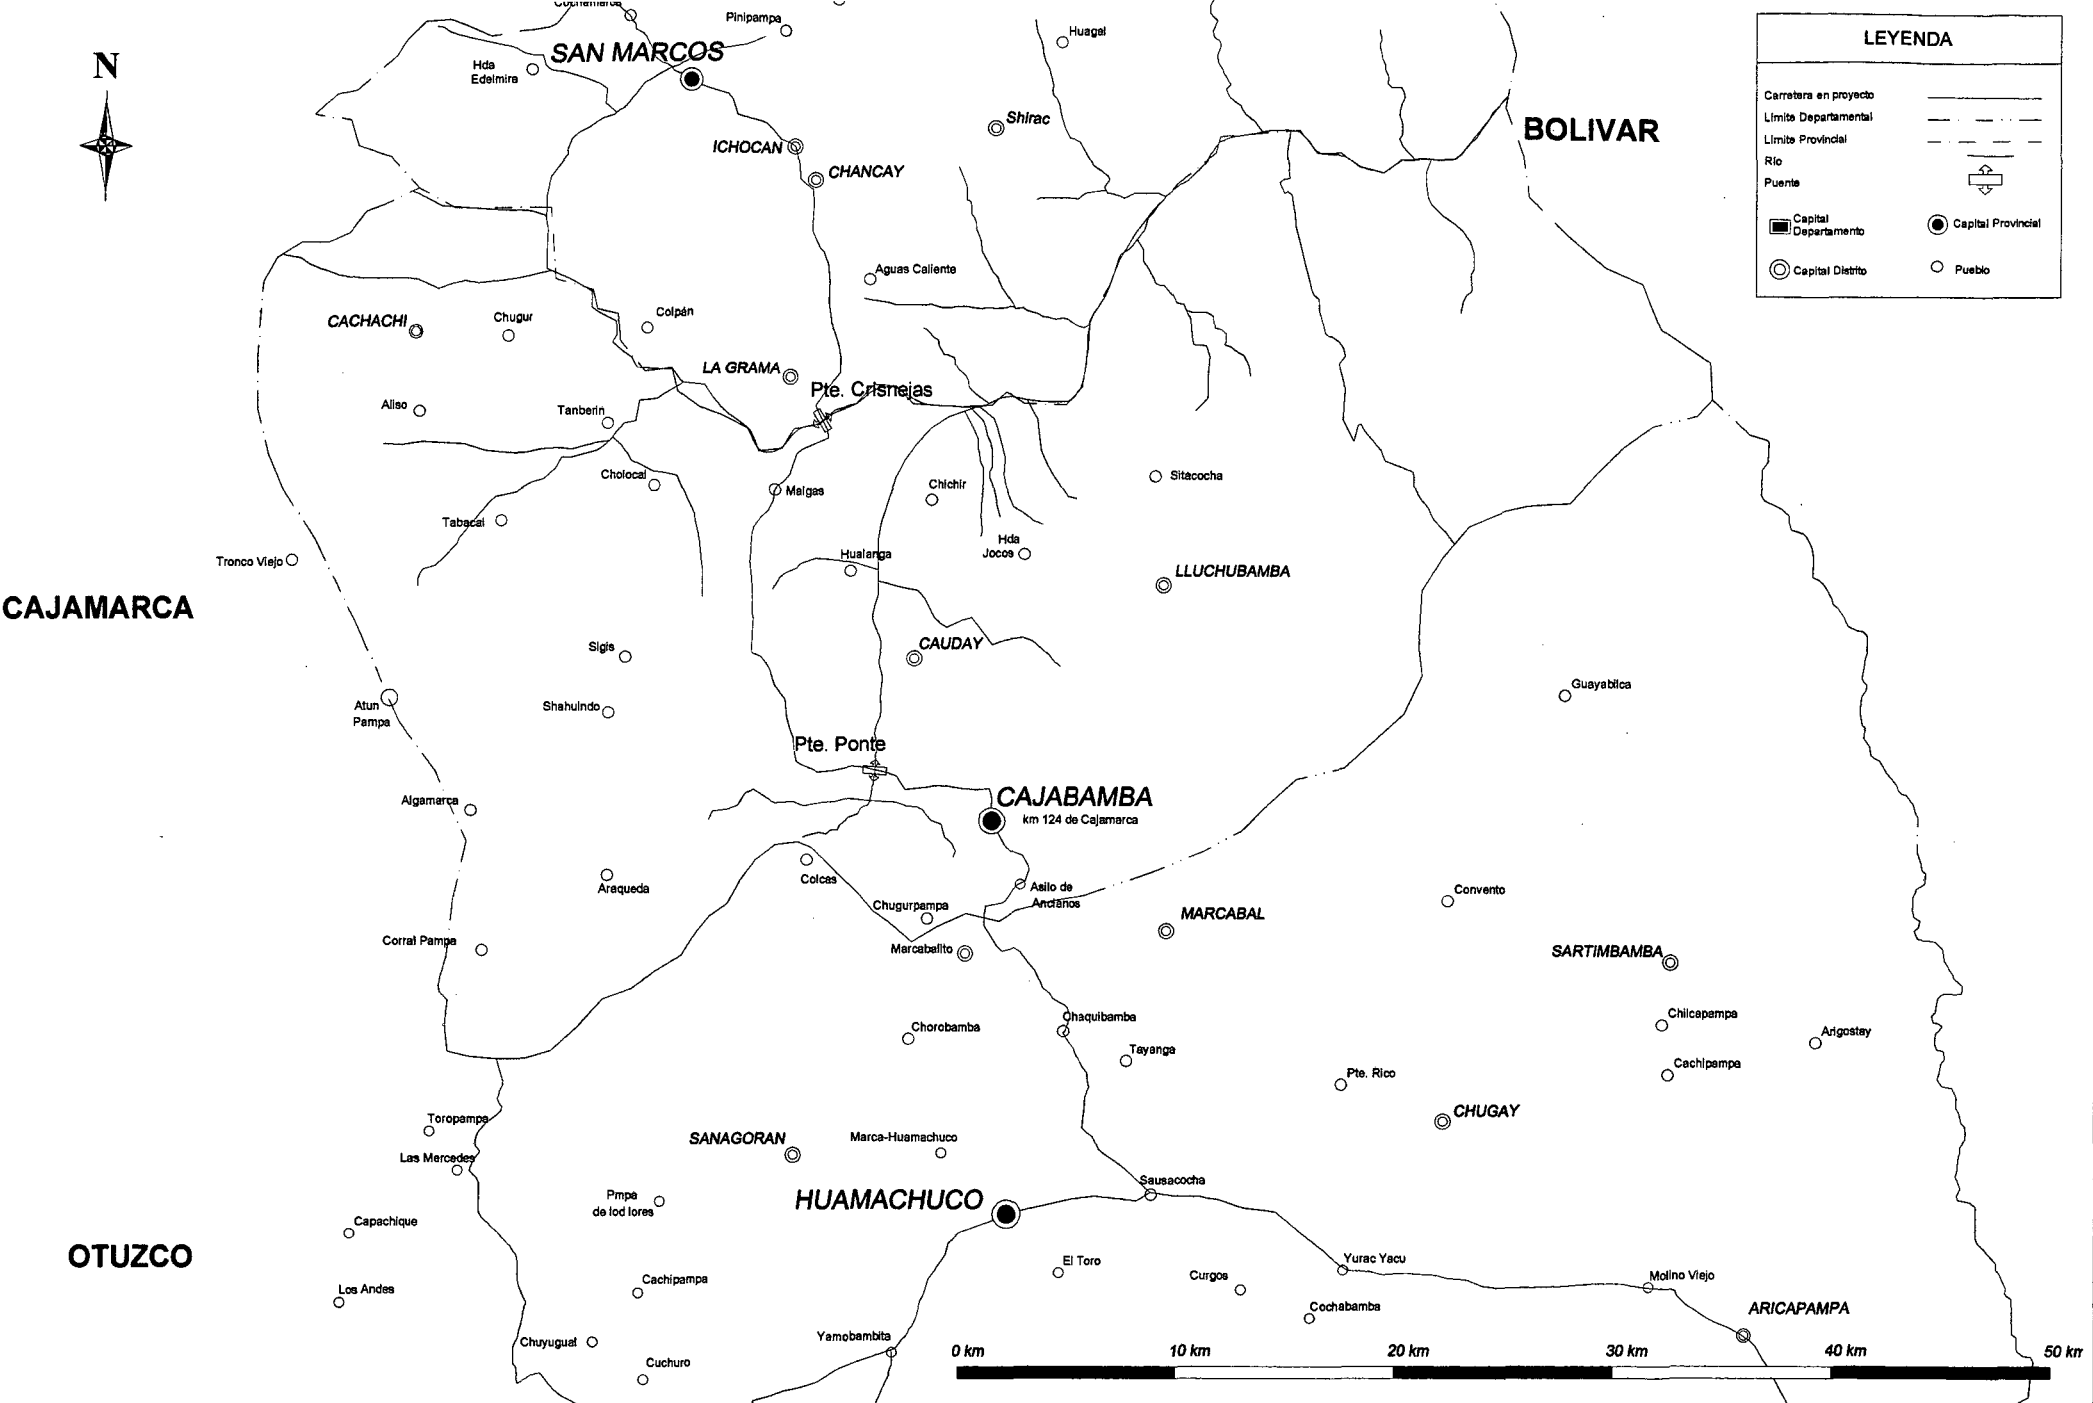 Pinipampa
Huagal
SAN MARCOS
N
Hda
Edelmira
LEYENDA
Carretera en proyecto
Limite Departamental
Limite Provincial
Rio
Puente
Capital
Departamento
Capital Provincial
Capital Distrito
Pueblo
Shirac
BOLIVAR
ICHOCAN
CHANCAY
Aguas Caliente
CACHACHI
Chugur
Colpán
LA GRAMA
Pte. Crisnejas
Aliso
Tanberin
Cholocal
Malgas
Chichir
Sitacocha
Tabacal
Hda
Jocos
Tronco Viejo
Hualanga
LLUCHUBAMBA
CAJAMARCA
Sigis
CAUDAY
Guayabilca
Atun
Pampa
Shahuindo
Pte. Ponte
Algamarca
CAJABAMBA
km 124 de Cajamarca
Araqueda
Colcas
Asilo de
Ancianos
Convento
Chugurpampa
MARCABAL
Corral Pampa
Marcabalito
SARTIMBAMBA
Chorobamba
Chaquibamba
Chilcapampa
Arigostay
Tayanga
Pte. Rico
Cachipampa
Toropampa
CHUGAY
SANAGORAN
Marca-Huamachuco
Las Mercedes
Sausacocha
Pmpa
de lod lores
HUAMACHUCO
Capachique
OTUZCO
El Toro
Yurac Yacu
Cachipampa
Curgos
Molino Viejo
Los Andes
Cochabamba
ARICAPAMPA
Chuyugual
Yamobambita
Cuchuro
0 km 10 km 20 km 30 km 40 km 50 km